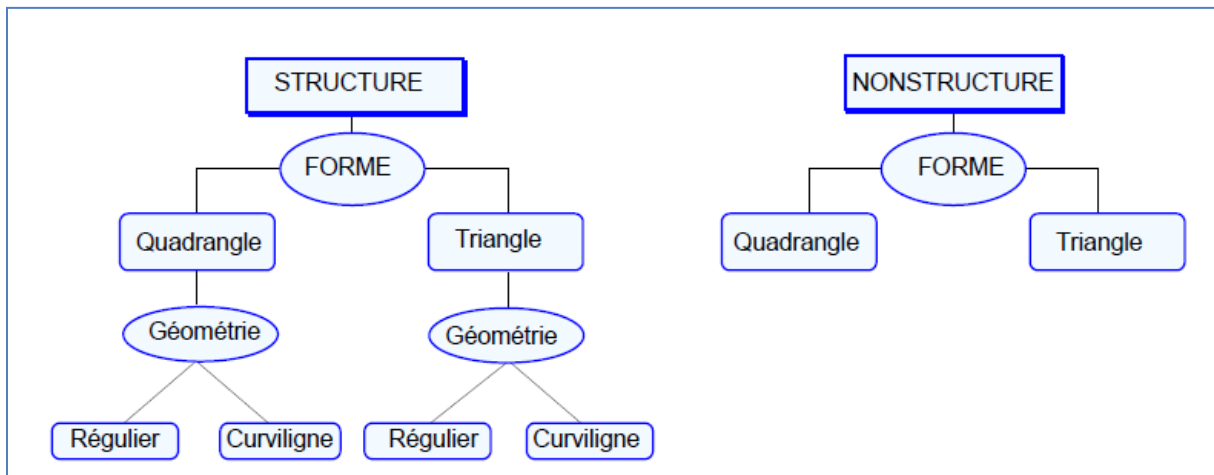 STRUCTURE
FORME
Quadrangle
Triangle
Géométrie
Géométrie
Régulier
Curviligne
Régulier
Curviligne
NONSTRUCTURE
FORME
Quadrangle
Triangle